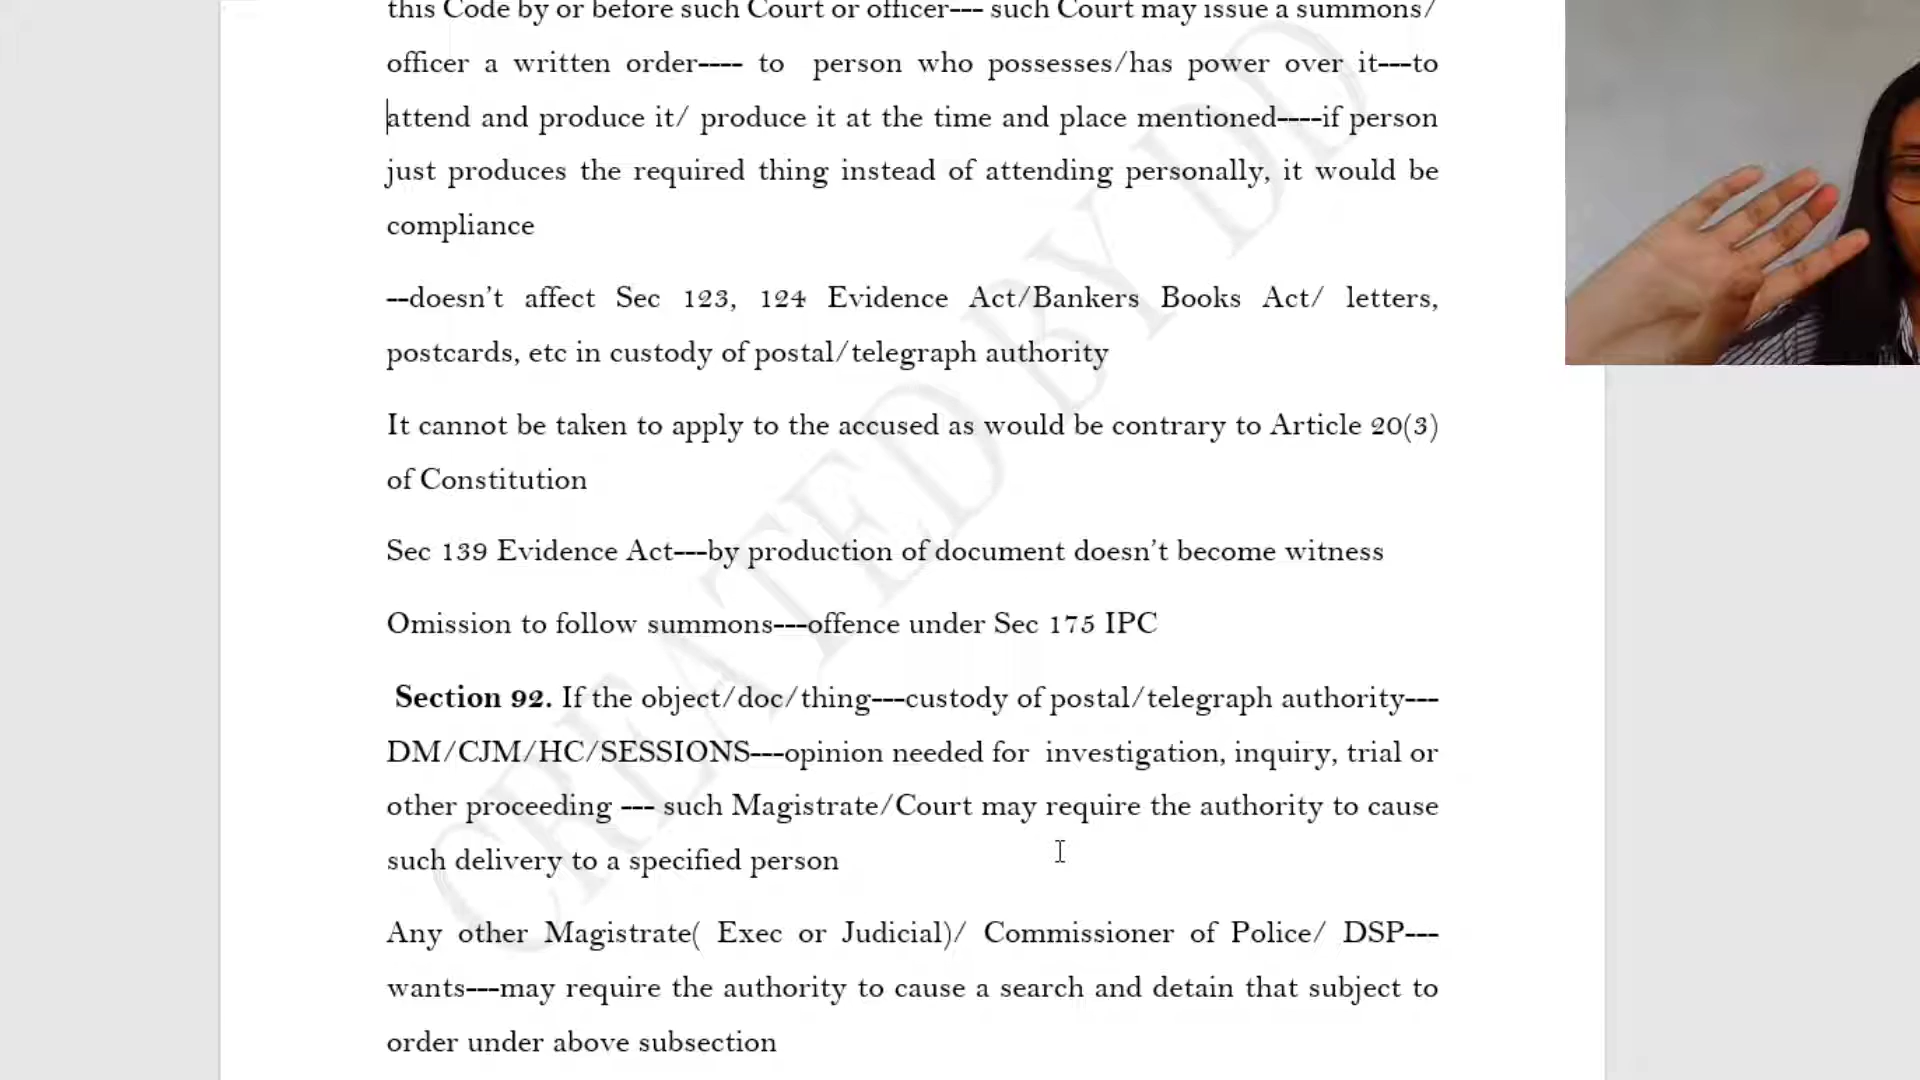 this Code by or before such Court or officer--- such Court may issue a summons/
officer a written order---- to person who possesses/has power over it---to
attend and produce it/ produce it at the time and place mentioned----if person
just produces the required thing instead of attending personally, it would be
compliance
--doesn’t affect Sec 123, 124 Evidence Act/Bankers Books Act/ letters,
postcards, etc in custody of postal/telegraph authority
It cannot be taken to apply to the accused as would be contrary to Article 20(3)
of Constitution
Sec 139 Evidence Act---by production of document doesn’t become witness
Omission to follow summons---offence under Sec 175 IPC
Section 92. If the object/doc/thing---custody of postal/telegraph authority---
DM/CJM/HC/SESSIONS---opinion needed for investigation, inquiry, trial or
other proceeding --- such Magistrate/Court may require the authority to cause
such delivery to a specified person
Any other Magistrate( Exec or Judicial)/ Commissioner of Police/ DSP---
wants---may require the authority to cause a search and detain that subject to
order under above subsection
CREATED BY DD